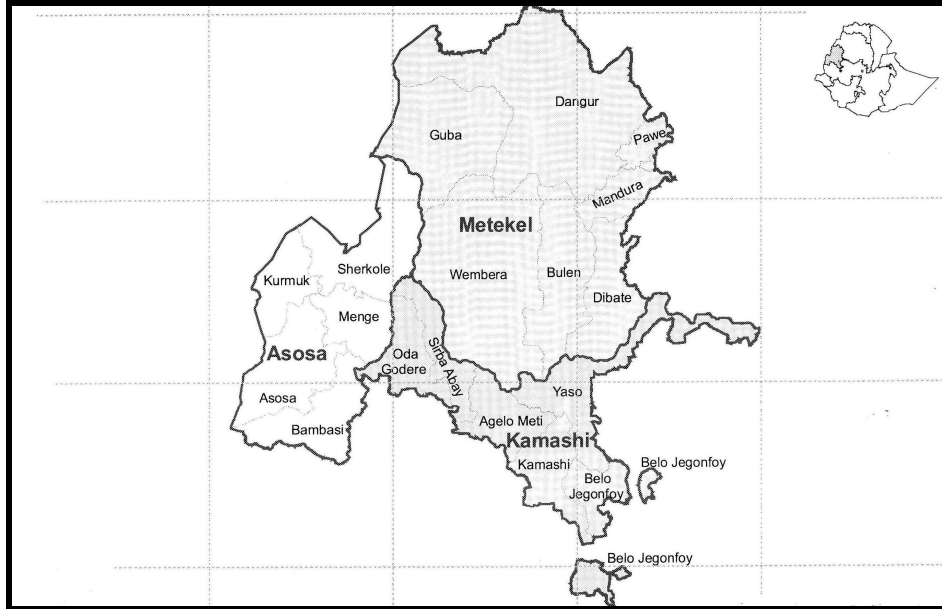 Dangur
Guba
Pawe
Mandura
Metekel
Sherkole
Kurmuk
Wembera
Bulen
Dibate
Menge
Asosa
Oda
Godere
Sirba Abay
Yaso
Asosa
Agelo Meti
Bambasi
Kamashi
Kamashi
Belo Jegonfoy
Belo
Jegonfoy
Belo Jegonfoy